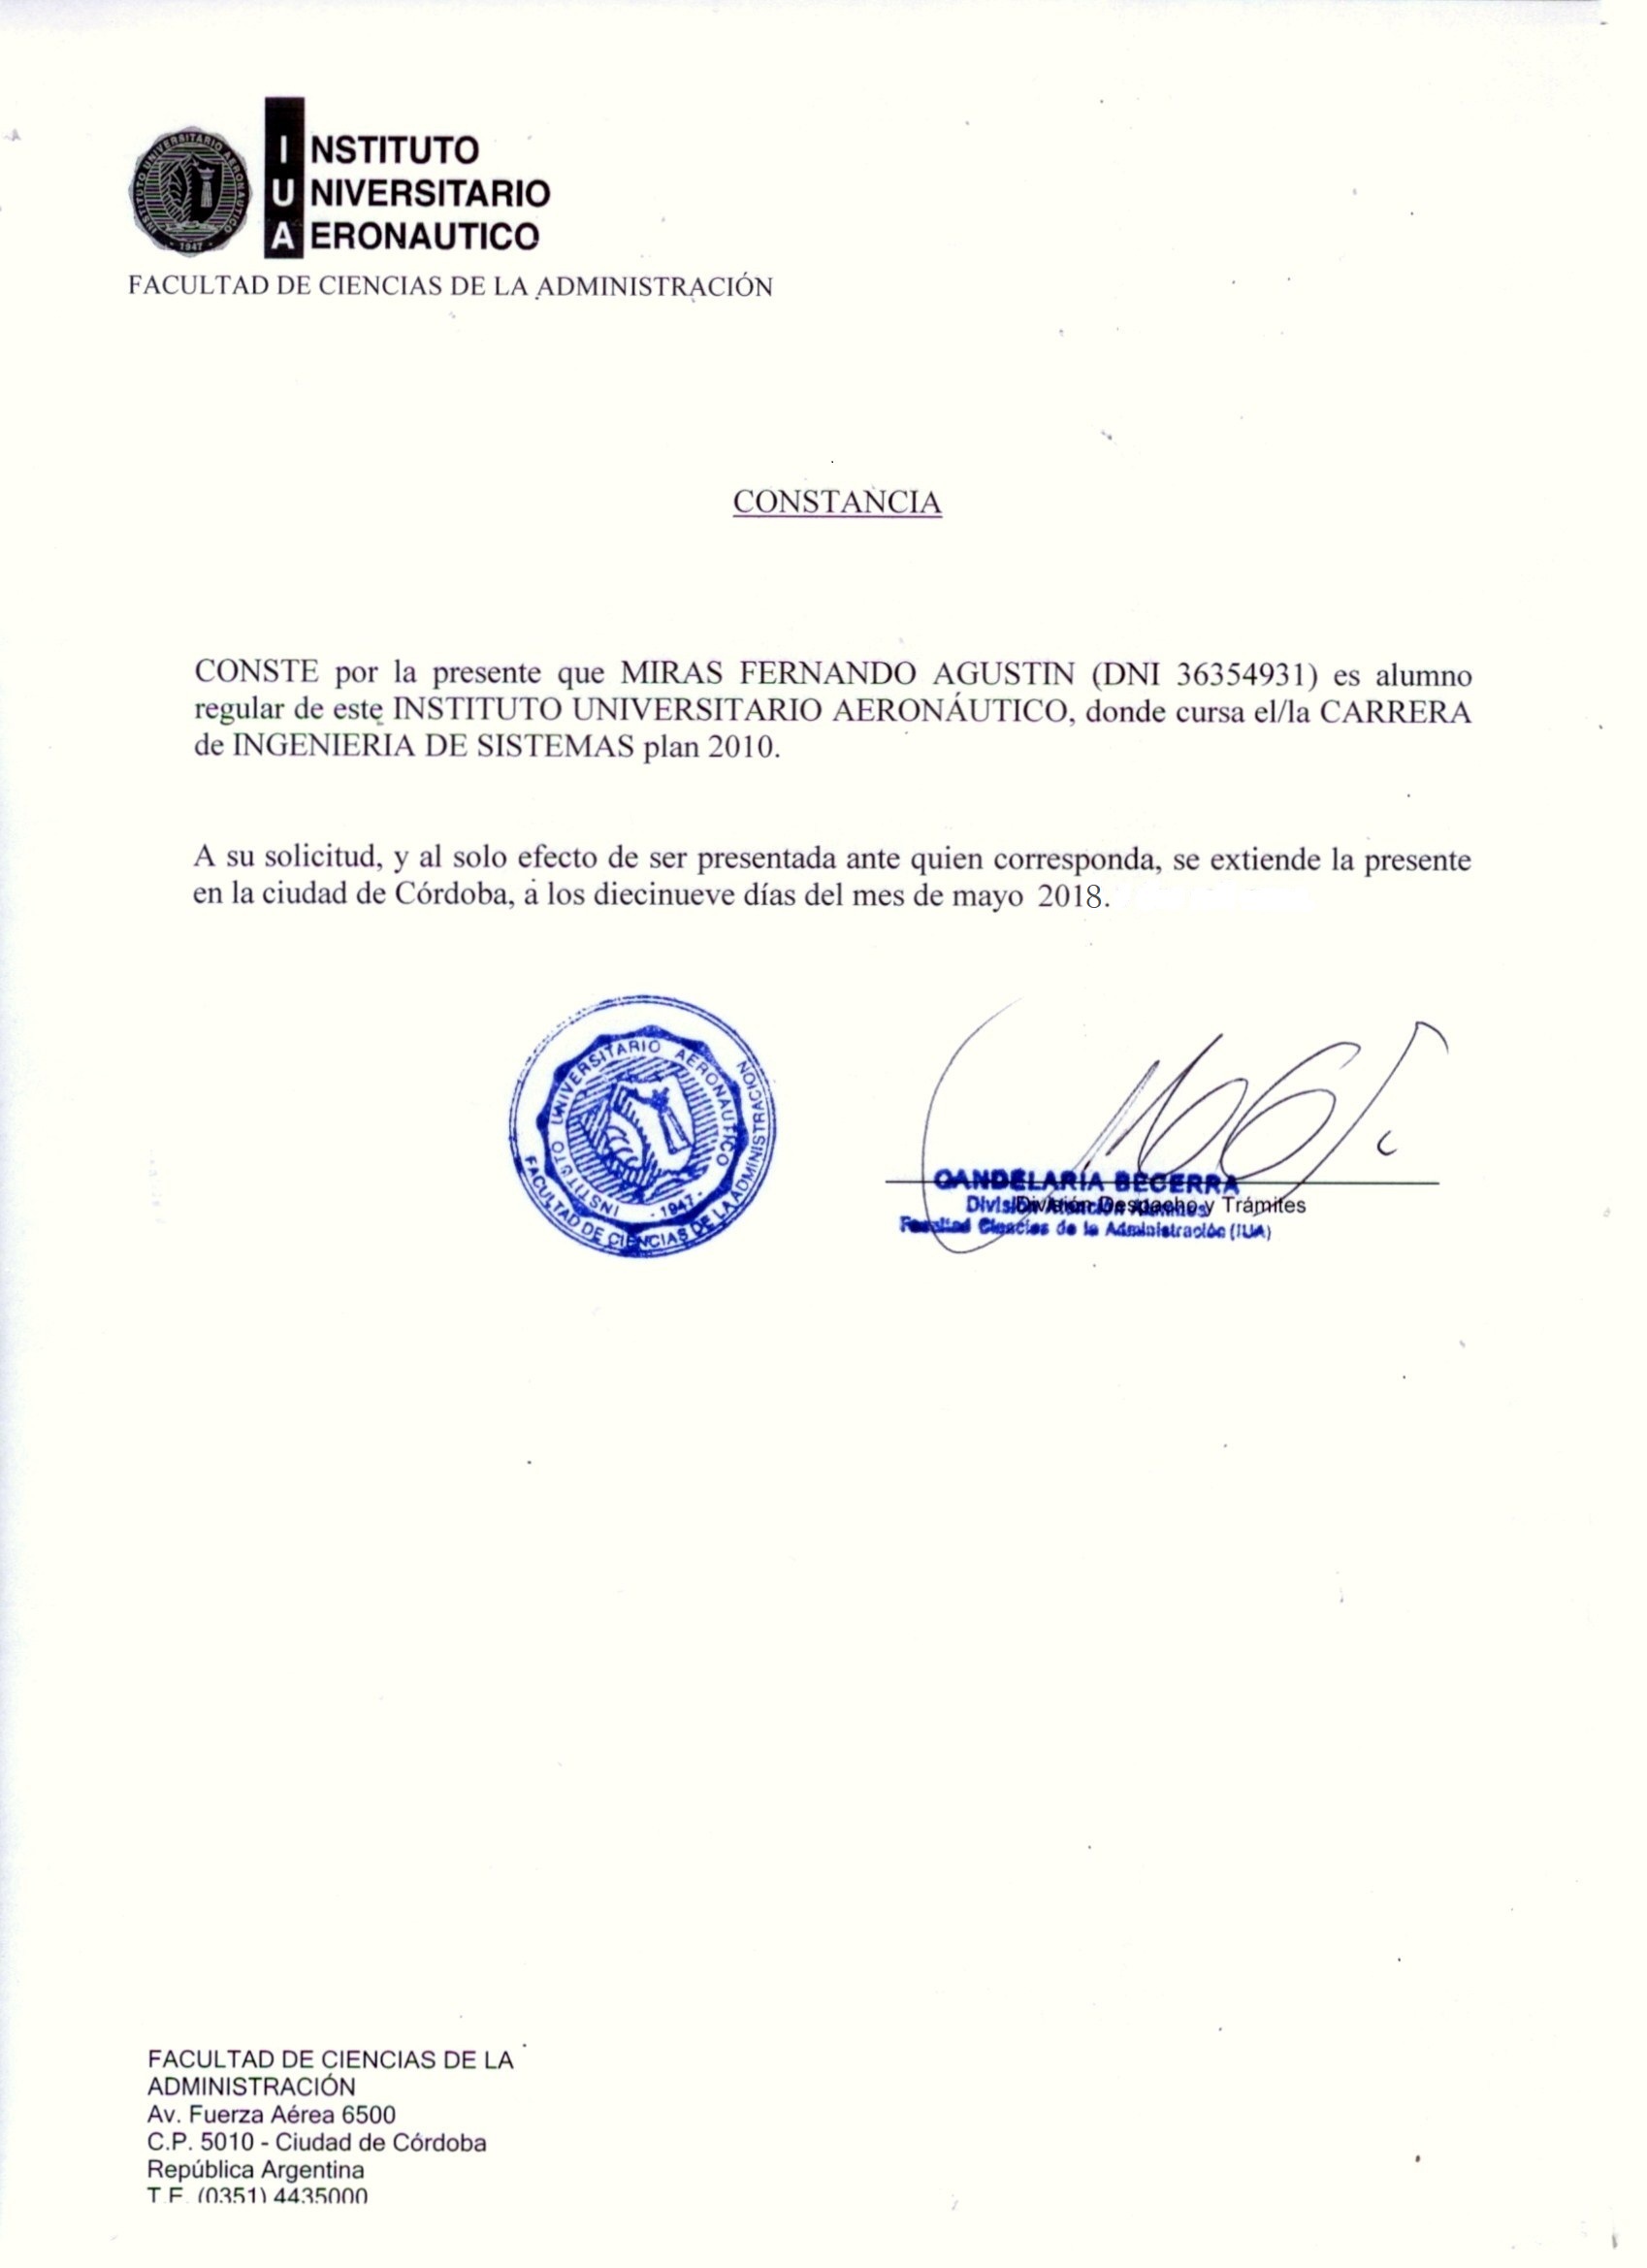 INSTITUTO
UNIVERSITARIO
AERONAUTICO
INSTITUTO UNIVERSITARIO AERONAUTICO
- 1947 -
FACULTAD DE CIENCIAS DE LA ADMINISTRACIÓN
CONSTANCIA
CONSTE por la presente que MIRAS FERNANDO AGUSTIN (DNI 36354931) es alumno
regular de este INSTITUTO UNIVERSITARIO AERONÁUTICO, donde cursa el/la CARRERA
de INGENIERIA DE SISTEMAS plan 2010.
A su solicitud, y al solo efecto de ser presentada ante quien corresponda, se extiende la presente
en la ciudad de Córdoba, a los diecinueve días del mes de mayo 2018.
INSTITUTO UNIVERSITARIO AERONAUTICO
- 1947 -
FACULTAD DE CIENCIAS DE LA ADMINISTRACION
CANDELARIA BECERRA
División Despacho y Trámites
Facultad Ciencias de la Administración (IUA)
FACULTAD DE CIENCIAS DE LA
ADMINISTRACIÓN
Av. Fuerza Aérea 6500
C.P. 5010 - Ciudad de Córdoba
República Argentina
T.F. (0351) 4435000